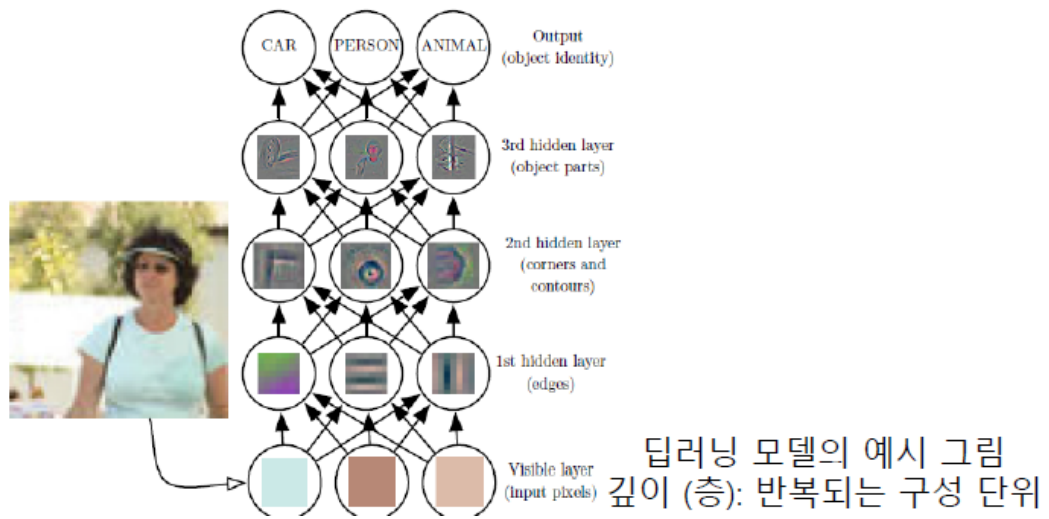 CAR PERSON ANIMAL
Output
(object identity)
3rd hidden layer
(object parts)
2nd hidden layer
(corners and
contours)
1st hidden layer
(edges)
Visible layer
(input pixels)
딥러닝 모델의 예시 그림
깊이 (층): 반복되는 구성 단위